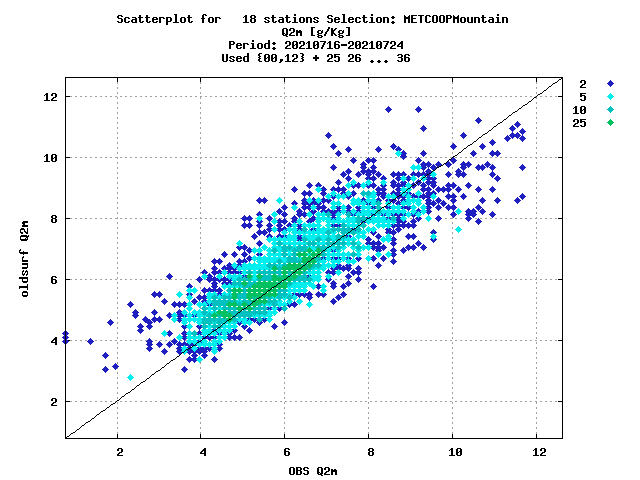 Scatterplot for   18 stations Selection: METCOOPMountain
Q2m [g/Kg]
Period: 20210716-20210724
Used {00,12} + 25 26 ... 36
2
5
10
25
12
10
8
6
4
2
oldsurf Q2m
2 4 6 8 10 12
OBS Q2m